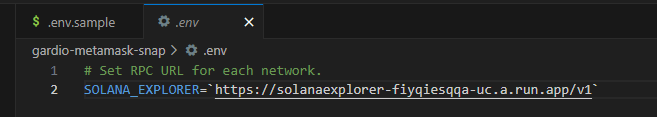 $ .env.sample .env ×
gardio-metamask-snap > .env
1 # Set RPC URL for each network.
2 SOLANA_EXPLORER=`https://solanaexplorer-fiyqiesqqa-uc.a.run.app/v1`